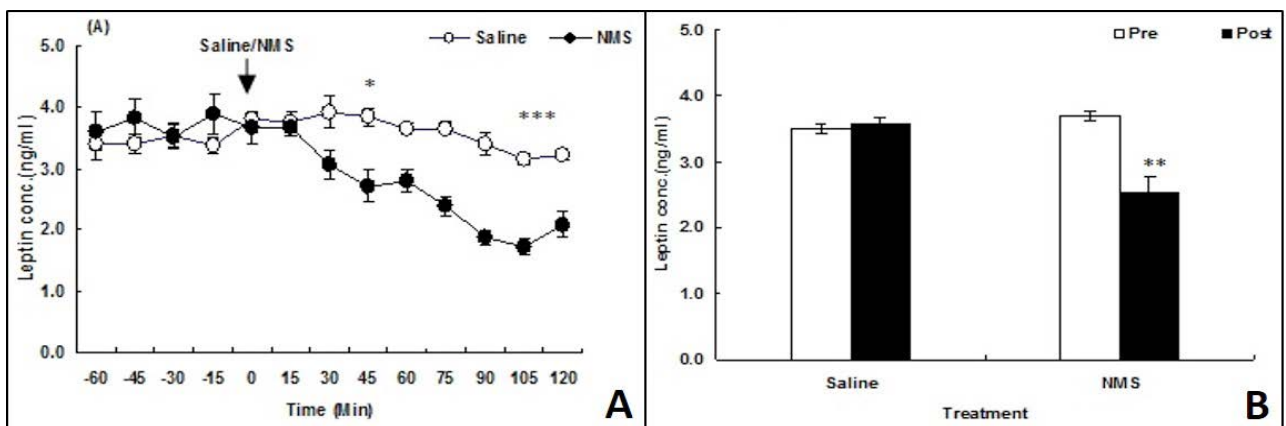 (A)
Saline/NMS
Saline NMS
*
***
5.0
4.0
3.0
2.0
1.0
0.0
Leptin conc.(ng/ml)
-60 -45 -30 -15 0 15 30 45 60 75 90 105 120
Time (Min)
A
Pre Post
**
5.0
4.0
3.0
2.0
1.0
0.0
Leptin conc.(ng/ml)
Saline NMS
Treatment
B